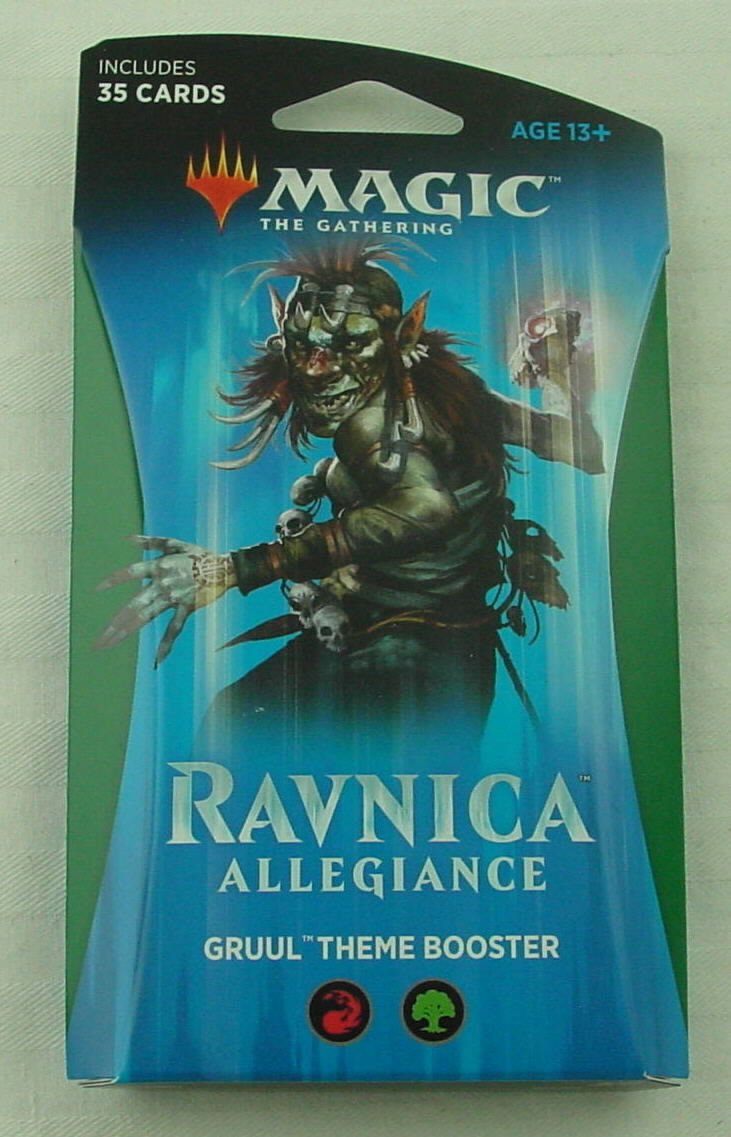 INCLUDES
35 CARDS
AGE 13+
MAGIC™
THE GATHERING
RAVNICA™
ALLEGIANCE
GRUUL™ THEME BOOSTER